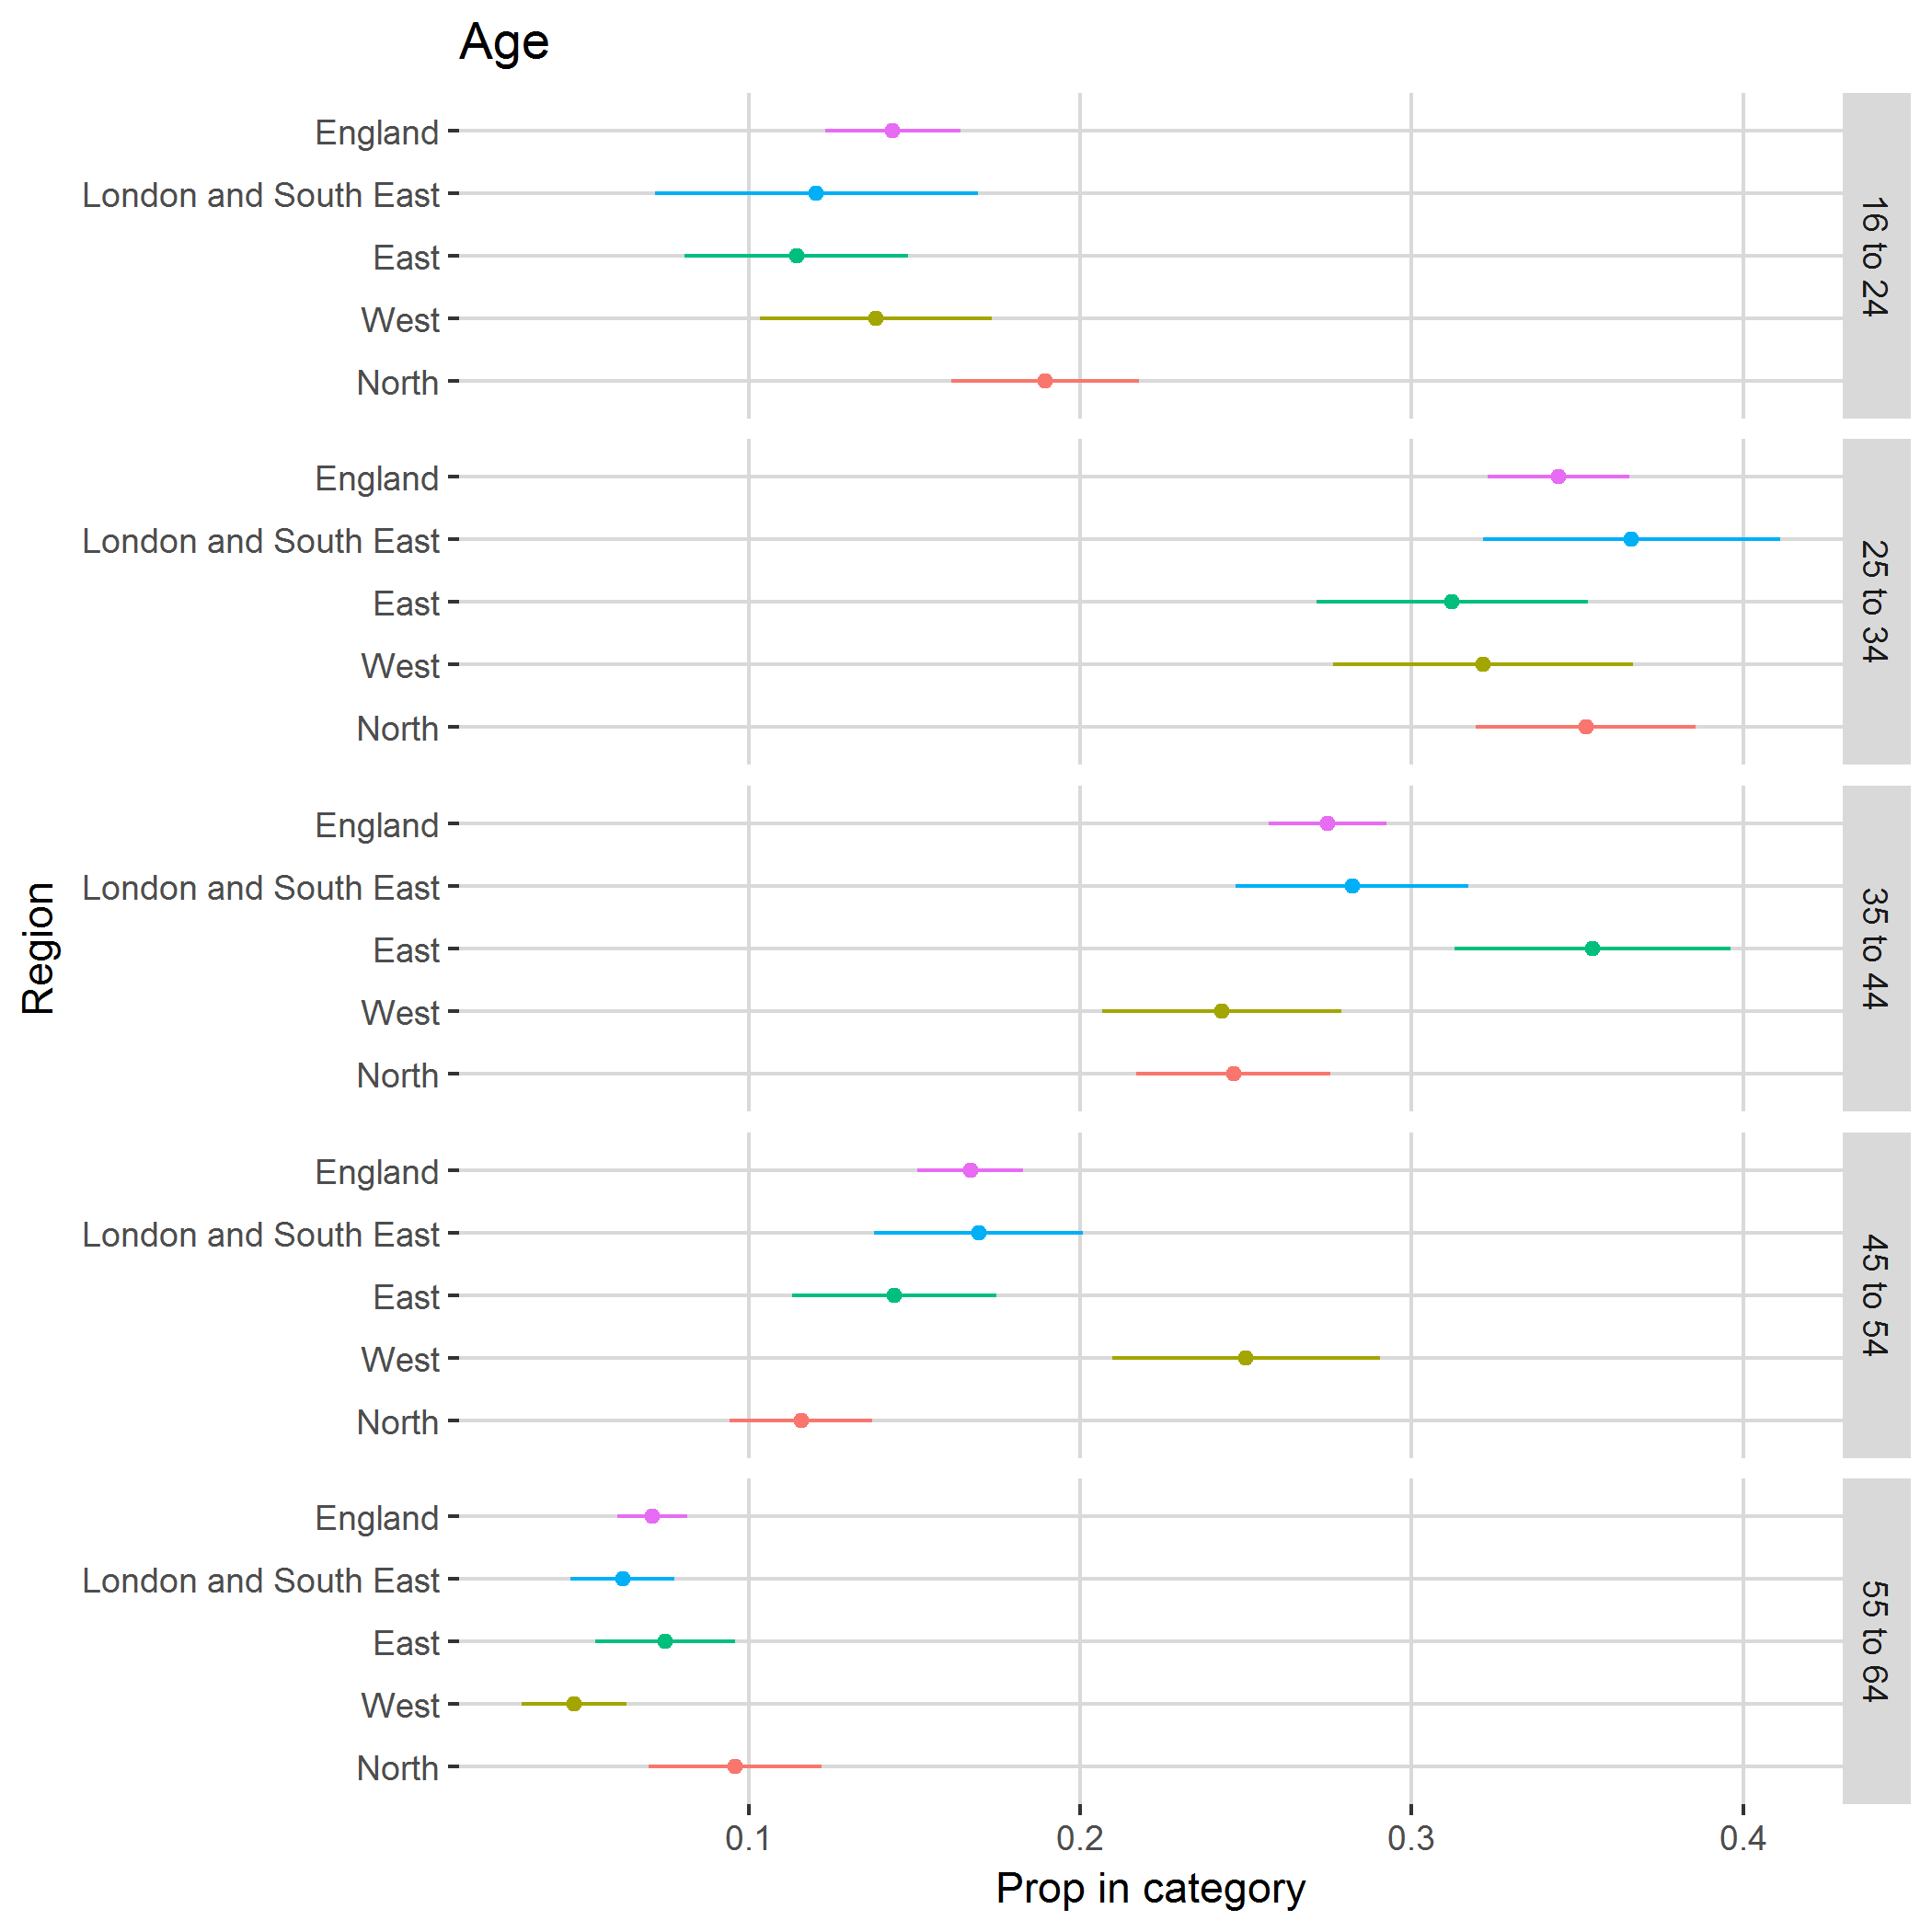 Age
England
London and South East
East
West
North
16 to 24
England
London and South East
East
West
North
25 to 34
England
London and South East
East
West
North
35 to 44
England
London and South East
East
West
North
45 to 54
England
London and South East
East
West
North
55 to 64
Region
0.1 0.2 0.3 0.4
Prop in category